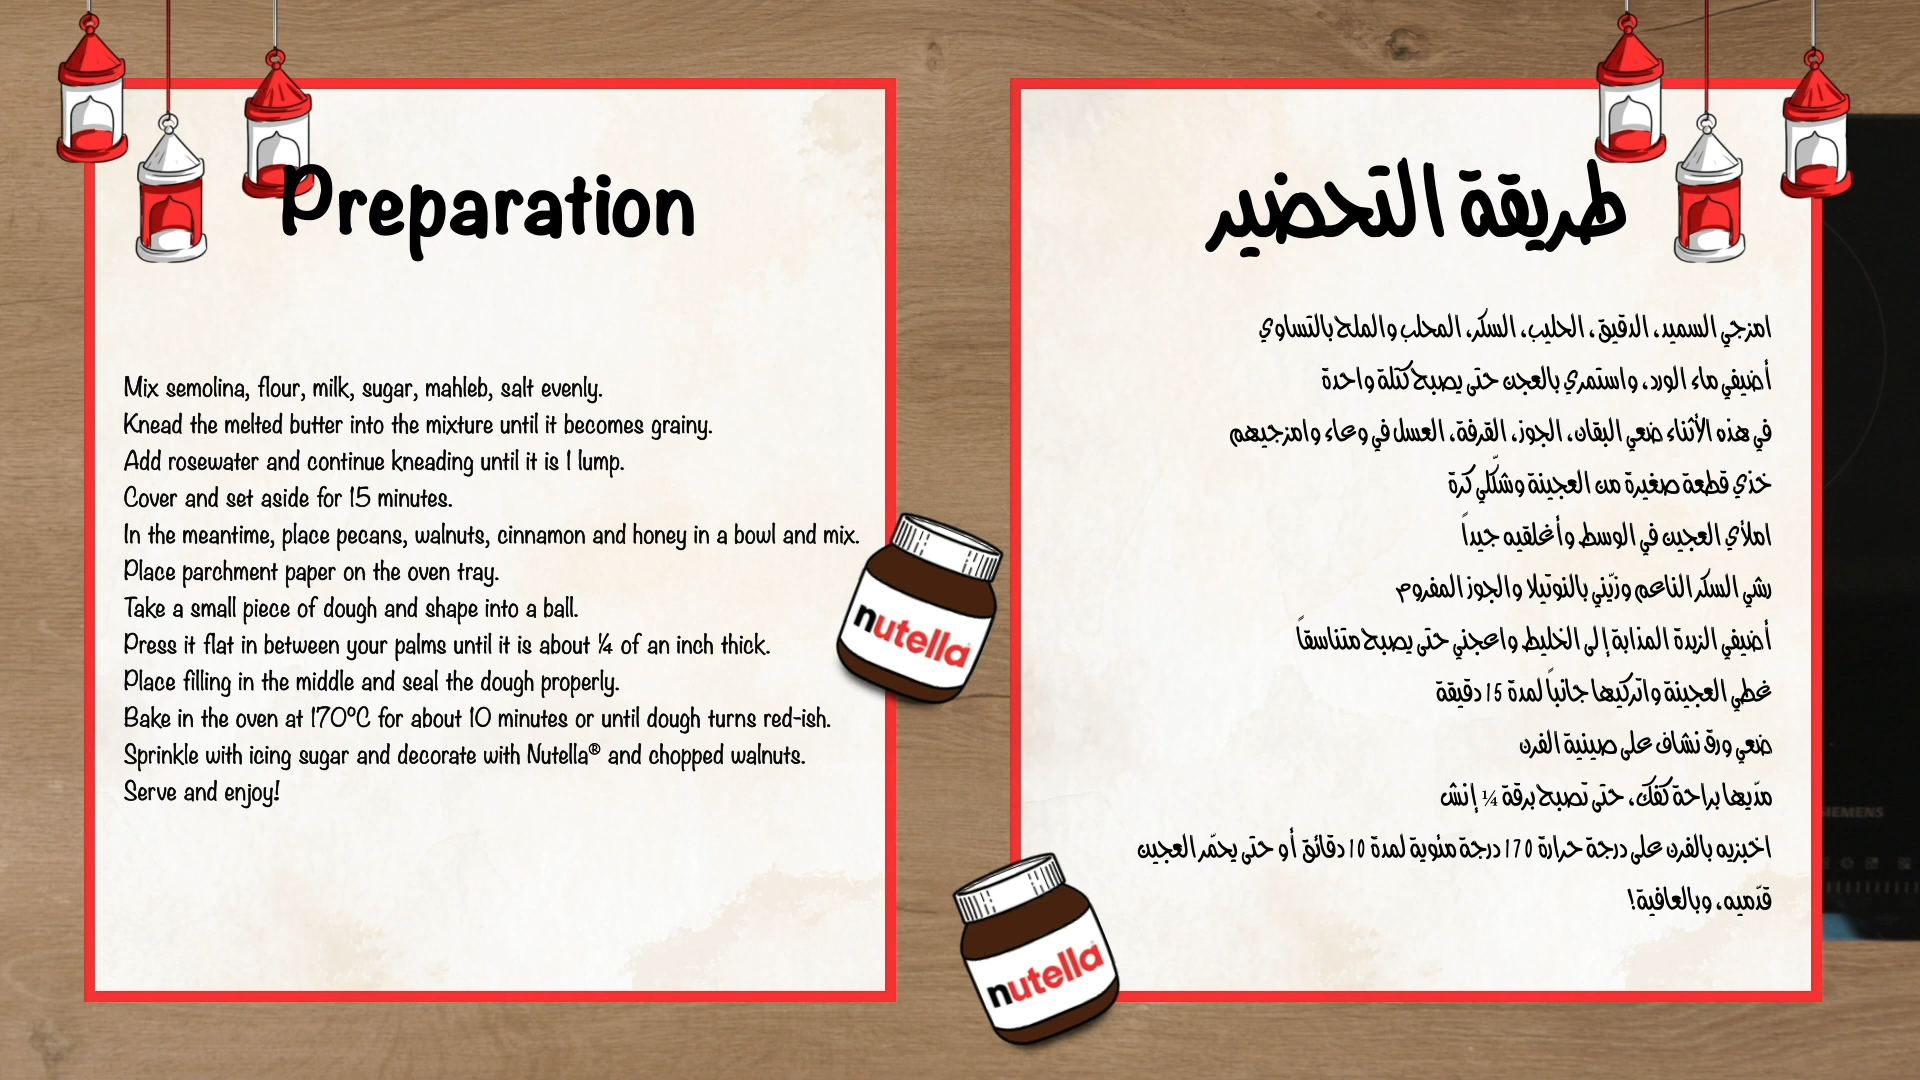 Preparation
Mix semolina, flour, milk, sugar, mahleb, salt evenly.
Knead the melted butter into the mixture until it becomes grainy.
Add rosewater and continue kneading until it is 1 lump.
Cover and set aside for 15 minutes.
In the meantime, place pecans, walnuts, cinnamon and honey in a bowl and mix.
Place parchment paper on the oven tray.
Take a small piece of dough and shape into a ball.
Press it flat in between your palms until it is about ¼ of an inch thick.
Place filling in the middle and seal the dough properly.
Bake in the oven at 170°C for about 10 minutes or until dough turns red-ish.
Sprinkle with icing sugar and decorate with Nutella® and chopped walnuts.
Serve and enjoy!
nutella
nutella
طريقة التحضير
امزجي السميد، الدقيق، الحليب، السكر، المحلب والملح بالتساوي
أضيفي ماء الورد، واستمري بالعجن حتى يصبح كتلة واحدة
في هذه الأثناء ضعي البقان، الجوز، القرفة، العسل في وعاء وامزجيهم
خذي قطعة صغيرة من العجينة وشكّلي كرة
املأي العجين في الوسط وأغلقيه جيداً
رشي السكر الناعم وزيّني بالنوتيلا والجوز المفروم
أضيفي الزبدة المذابة إلى الخليط واعجني حتى يصبح متناسقاً
غطي العجينة واتركيها جانباً لمدة 15 دقيقة
ضعي ورق نشاف على صينية الفرن
مدّيها براحة كفك، حتى تصبح برقة ¼ إنش
اخبزيه بالفرن على درجة حرارة 170 درجة مئوية لمدة 10 دقائق أو حتى يحمّر العجين
قدّميه، وبالعافية!
SIEMENS